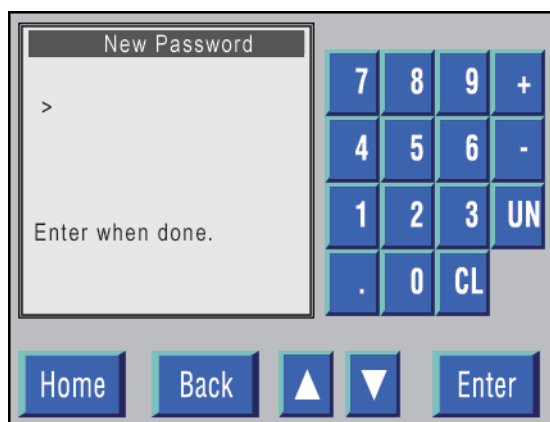 New Password
>
Enter when done.
7 8 9 +
4 5 6 -
1 2 3 UN
. 0 CL
Home Back Enter